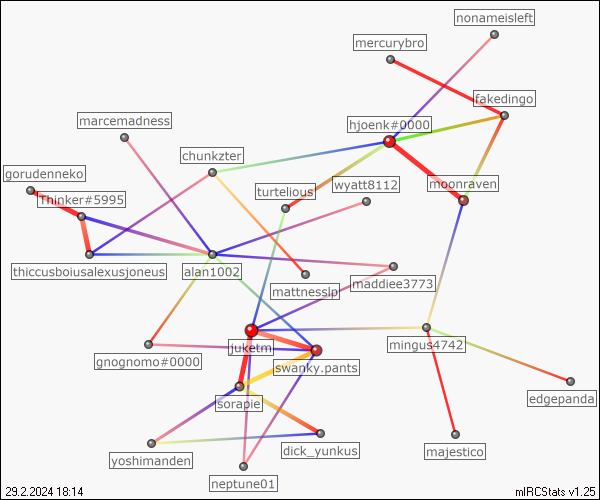 nonameisleft
mercurybro
fakedingo
marcemadness
hjoenk#0000
chunkzter
gorudenneko
moonraven
wyatt8112
turtelious
Thinker#5995
thiccusboiusalexusjoneus
alan1002
maddiee3773
mattnesslp
juketm
mingus4742
gnognomo#0000
swanky.pants
edgepanda
sorapie
dick_yunkus
majestico
yoshimanden
neptune01
29.2.2024 18:14
mIRCStats v1.25